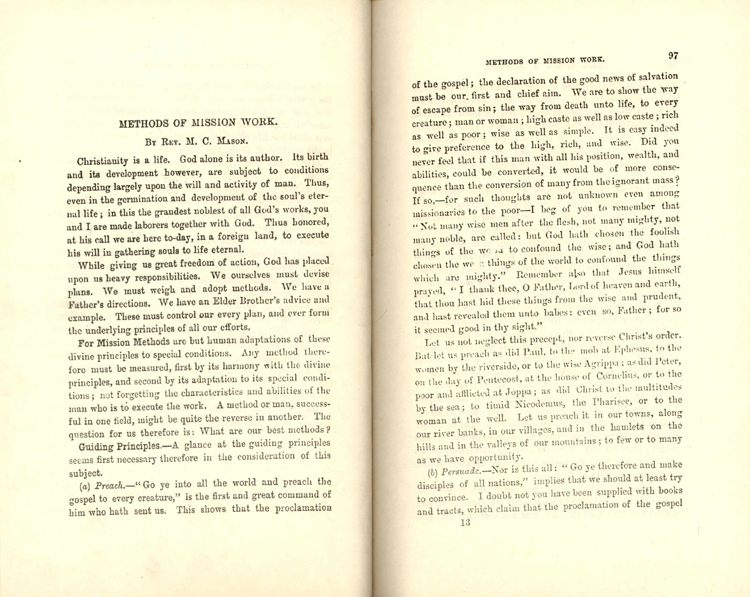 METHODS OF MISSION WORK.
BY REV. M. C. MASON.
Christianity is a life. God alone is its author. Its birth
and its development however, are subject to conditions
depending largely upon the will and activity of man. Thus,
even in the germination and development of the soul's eter-
nal life; in this the grandest noblest of all God's works, you
and I are made laborers together with God. Thus honored,
at his call we are here to-day, in a foreign land, to execute
his will in gathering souls to life eternal.
While giving us great freedom of action, God has placed
upon us heavy responsibilities. We ourselves must devise
plans. We must weigh and adopt methods. We have a
Father's directions. We have an Elder Brother's advice and
example. These must control our every plan, and ever form
the underlying principles of all our efforts.
For Mission Methods are but human adaptations of these
divine principles to special conditions. Any method there-
fore must be measured, first by its harmony with the divine
principles, and second by its adaptation to its special condi-
tions; not forgetting the characteristics and abilities of the
man who is to execute the work. A method or man, success-
ful in one field, might be quite the reverse in another. The
question for us therefore is: What are our best methods?
Guiding Principles.—A glance at the guiding principles
seems first necessary therefore in the consideration of this
subject.
(a) Preach.—"Go ye into all the world and preach the
gospel to every creature," is the first and great command of
him who hath sent us. This shows that the proclamation
METHODS OF MISSION WORK. 97
of the gospel; the declaration of the good news of salvation
must be our first and chief aim. We are to show the way
of escape from sin; the way from death unto life, to every
creature; man or woman; high caste as well as low caste; rich
as well as poor; wise as well as simple. It is easy indeed
to give preference to the high, rich, and wise. Did you
never feel that if this man with all his position, wealth, and
abilities, could be converted, it would be of more conse-
quence than the conversion of many from the ignorant mass?
If so,—for such thoughts are not unknown even among
missionaries to the poor—I beg of you to remember that
"Not many wise men after the flesh, not many mighty, not
many noble, are called: but God hath chosen the foolish
things of the to confound the wise; and God hath
chosen the things of the world to confound the things
which are mighty." Remember also that Jesus himself
prayed, "I thank thee, O Father, Lord of heaven and earth,
that thou hast hid these things from the wise and prudent,
and hast revealed them unto babes: even so, Father; for so
it seemed good in thy sight."
Let us not neglect this precept, nor reverse Christ's order.
But let us preach as did Paul, to the mob at Ephesus, to the
women by the riverside, or to the wise Agrippa; as did Peter,
on the day of Pentecost, at the house of Cornelius, or to the
poor and afflicted at Joppa; as did Christ to the multitudes
by the sea; to timid Nicodemus, the Pharisee, or to the
woman at the well. Let us preach it in our towns, along
our river banks, in our villages, and in the hamlets on the
hills and in the valleys of our mountains; to few or to many
as we have opportunity.
(b) Persuade.—Nor is this all: "Go ye therefore and make
disciples of all nations," implies that we should at least try
to convince. I doubt not you have been supplied with books
and tracts, which claim that the proclamation of the gospel
13